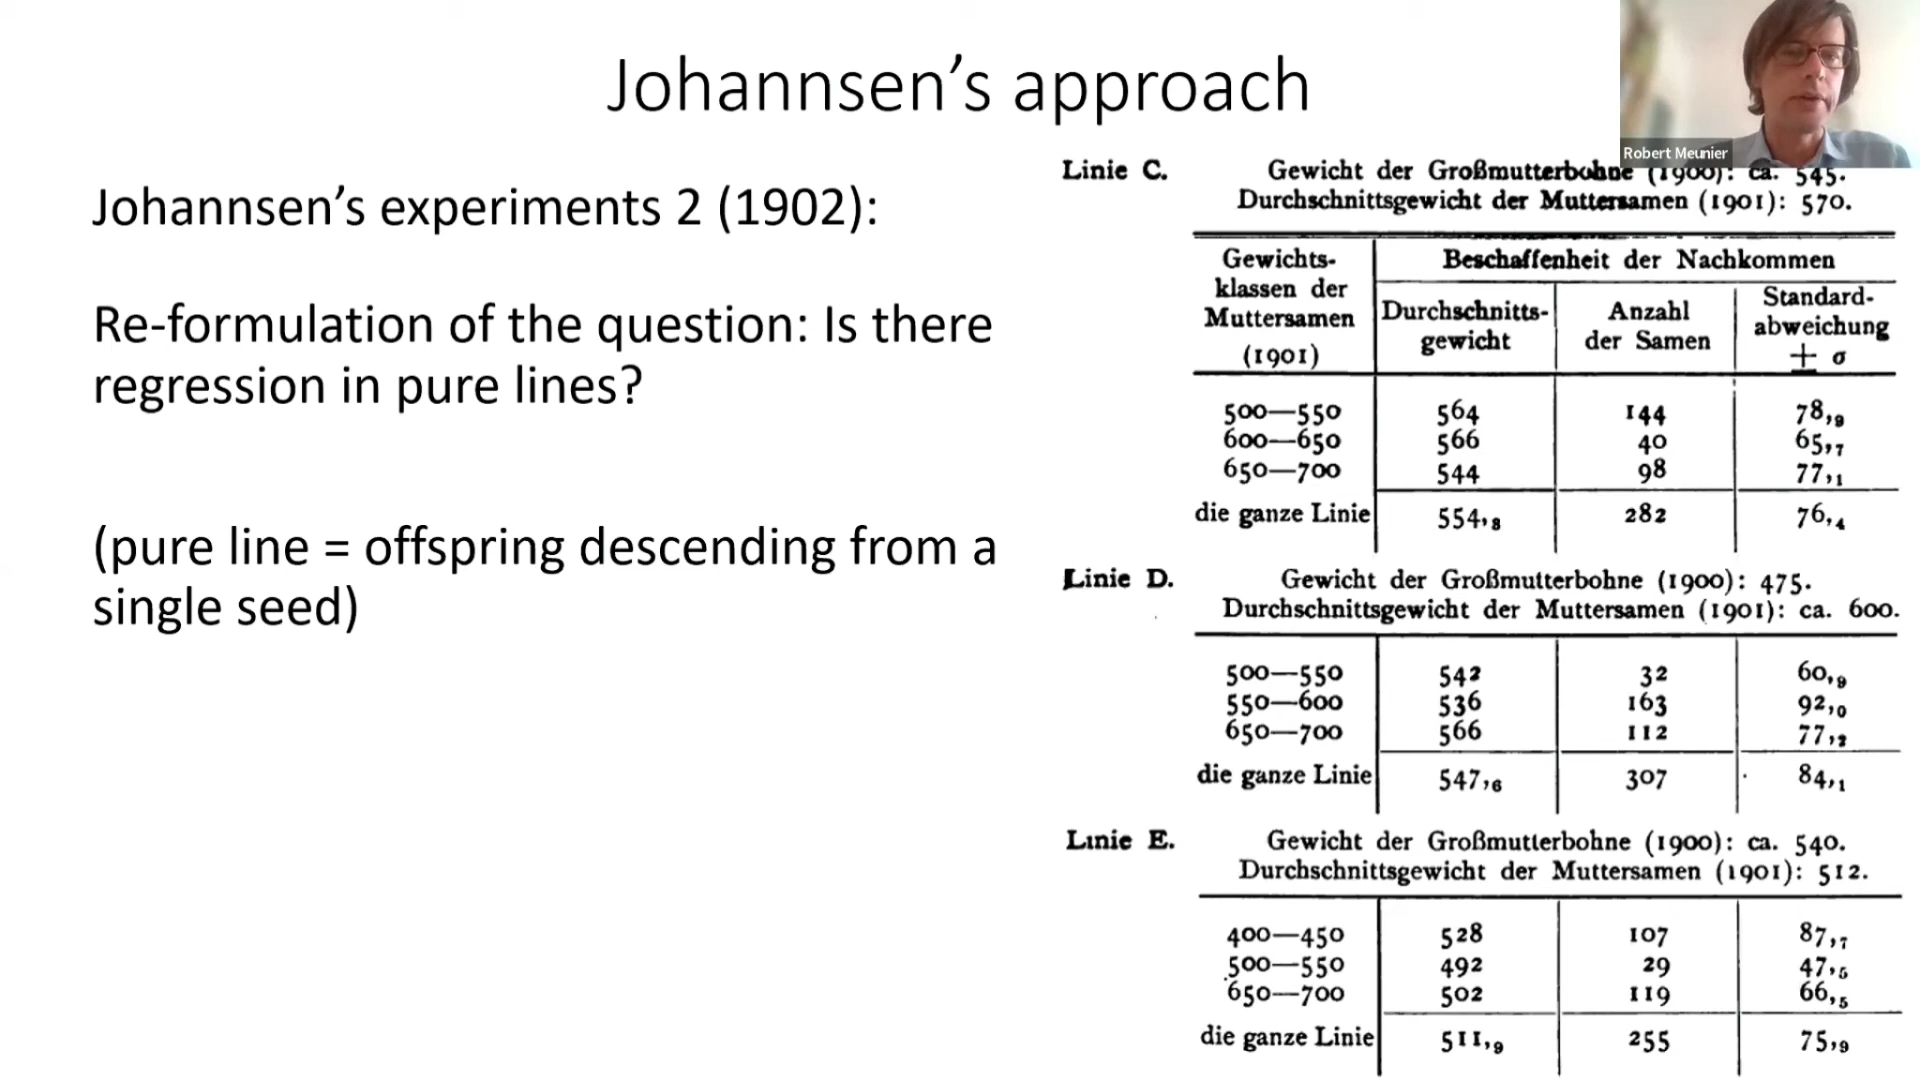 Johannsen’s approach
Robert Meunier
Johannsen’s experiments 2 (1902):
Re-formulation of the question: Is there
regression in pure lines?
(pure line = offspring descending from a
single seed)
Linie C.
Gewicht der Großmutterbohne (1900): ca. 545.
Durchschnittsgewicht der Muttersamen (1901): 570.
Gewichts-
klassen der
Muttersamen
(1901)
Beschaffenheit der Nachkommen
Durchschnitts-
gewicht
Anzahl
der Samen
Standard-
abweichung
± σ
500—550 564 144 78,9
600—650 566 40 65,7
650—700 544 98 77,1
die ganze Linie 554,8 282 76,4
Linie D.
Gewicht der Großmutterbohne (1900): 475.
Durchschnittsgewicht der Muttersamen (1901): ca. 600.
500—550 542 32 60,9
550—600 536 163 92,0
650—700 566 112 77,2
die ganze Linie 547,6 307 84,1
Linie E.
Gewicht der Großmutterbohne (1900): ca. 540.
Durchschnittsgewicht der Muttersamen (1901): 512.
400—450 528 107 87,7
500—550 492 29 47,5
650—700 502 119 66,5
die ganze Linie 511,9 255 75,9